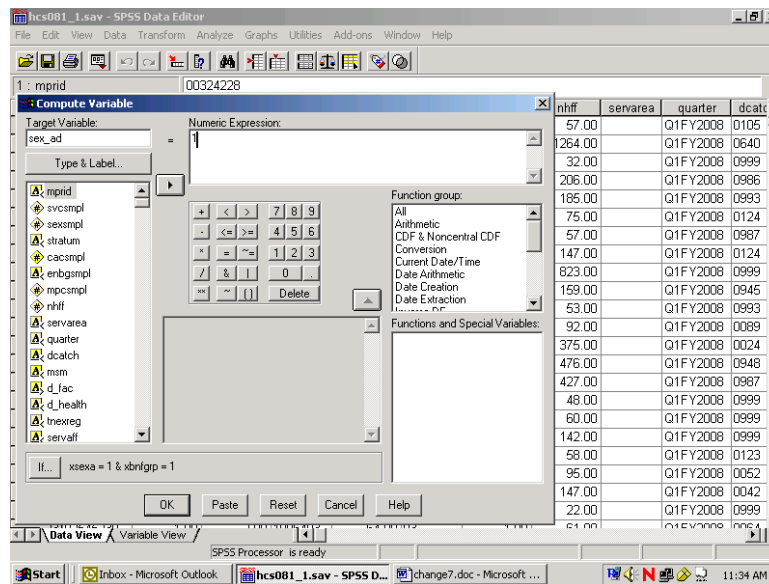 hcs081_1.sav - SPSS Data Editor
File Edit View Data Transform Analyze Graphs Utilities Add-ons Window Help
1 : mprid 00324228
Compute Variable
Target Variable:
sex_ad
=
Numeric Expression:
1
Type & Label...
mprid
svcsmpl
sexsmpl
stratum
cacsmpl
enbgsmpl
mpcsmpl
nhff
servarea
quarter
dcatch
msm
d_fac
d_health
tnexreg
servaff
+ < > 7 8 9
- <= >= 4 5 6
* = ~= 1 2 3
/ & | 0 .
** ~ ( ) Delete
Function group:
All
Arithmetic
CDF & Noncentral CDF
Conversion
Current Date/Time
Date Arithmetic
Date Creation
Date Extraction
Functions and Special Variables:
If... xsexa = 1 & xbnfgrp = 1
OK Paste Reset Cancel Help
nhff servarea quarter dcatc
57.00 Q1FY2008 0105
1264.00 Q1FY2008 0640
32.00 Q1FY2008 0999
206.00 Q1FY2008 0986
185.00 Q1FY2008 0993
75.00 Q1FY2008 0124
57.00 Q1FY2008 0987
147.00 Q1FY2008 0124
823.00 Q1FY2008 0999
159.00 Q1FY2008 0945
53.00 Q1FY2008 0993
92.00 Q1FY2008 0089
375.00 Q1FY2008 0024
476.00 Q1FY2008 0948
427.00 Q1FY2008 0987
48.00 Q1FY2008 0999
60.00 Q1FY2008 0999
142.00 Q1FY2008 0999
58.00 Q1FY2008 0123
95.00 Q1FY2008 0052
147.00 Q1FY2008 0042
22.00 Q1FY2008 0999
61.00 Q1FY2008 0064
Data View Variable View
SPSS Processor is ready
Start Inbox - Microsoft Outlook hcs081_1.sav - SPSS D... change7.doc - Microsoft ... 11:34 AM